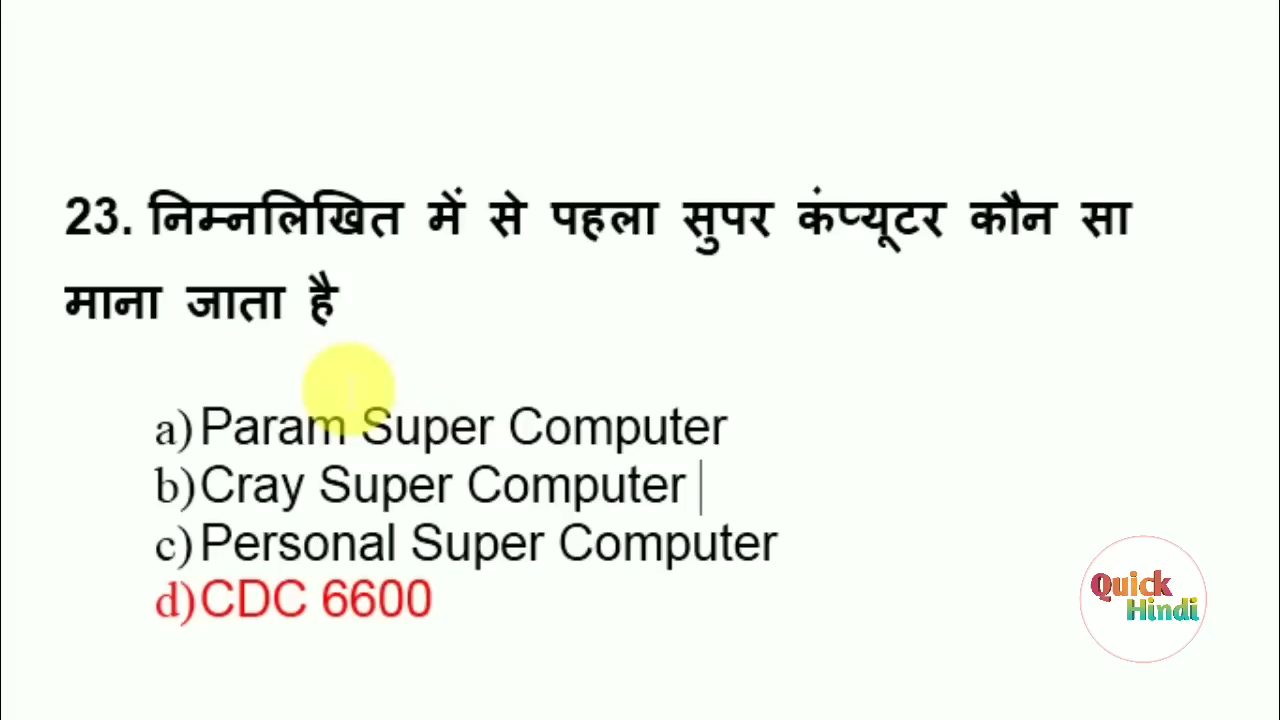 23. निम्नलिखित में से पहला सुपर कंप्यूटर कौन सा
माना जाता है
a) Param Super Computer
b) Cray Super Computer
c) Personal Super Computer
d) CDC 6600
Quick
Hindi